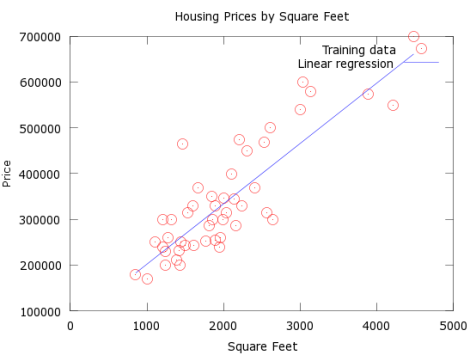 Housing Prices by Square Feet
700000
600000
500000
400000
300000
200000
100000
Price
Training data
Linear regression
0
1000
2000
3000
4000
5000
Square Feet